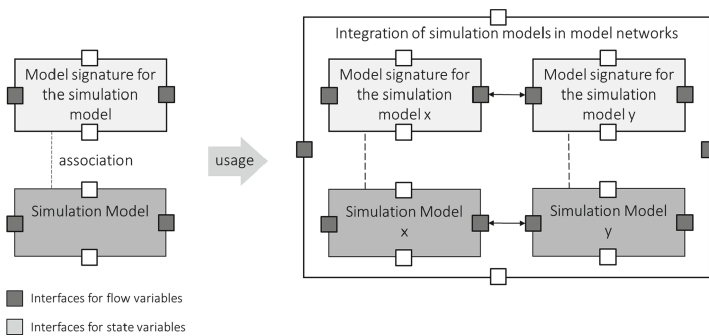 Model signature for
the simulation
model
association
Simulation Model
Interfaces for flow variables
Interfaces for state variables
usage
Integration of simulation models in model networks
Model signature for
the simulation
model x
Model signature for
the simulation
model y
Simulation Model
x
Simulation Model
y